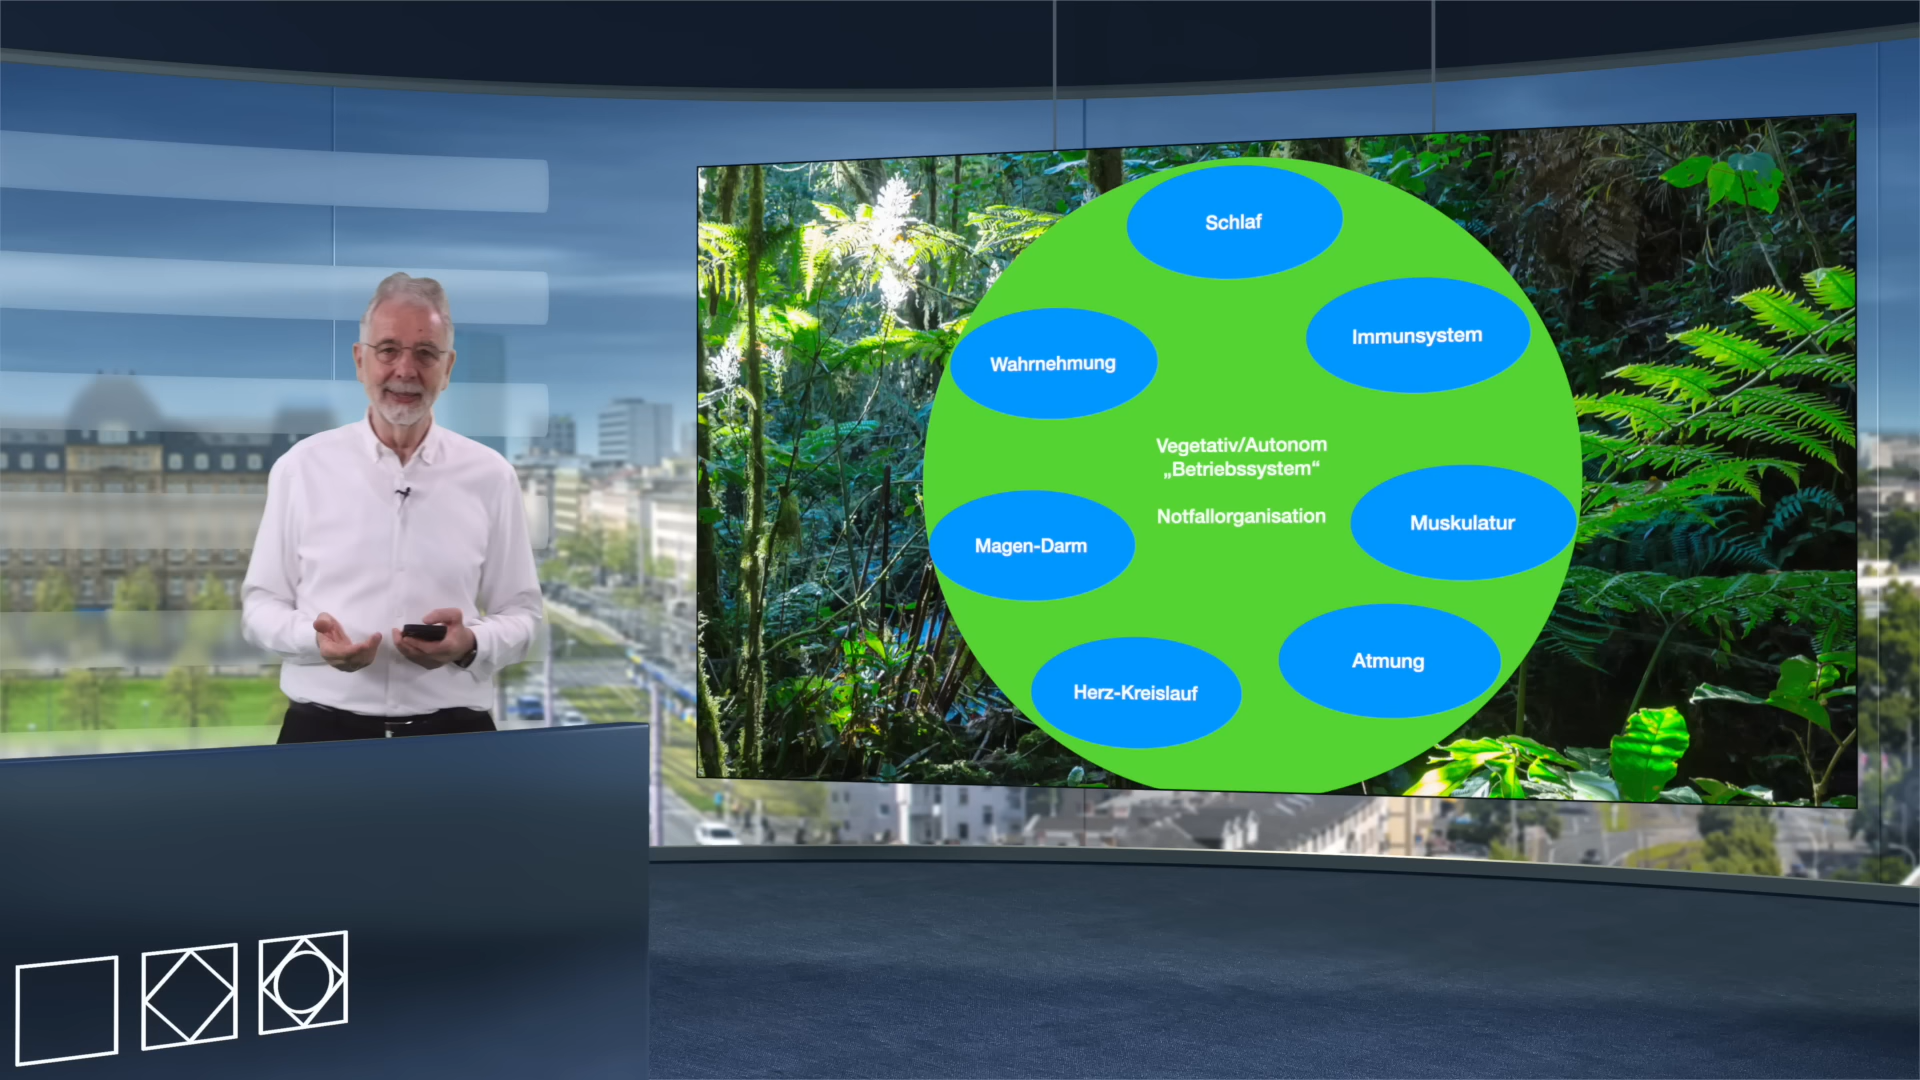 Schlaf
Immunsystem
Wahrnehmung
Vegetativ/Autonom
„Betriebssystem“
Notfallorganisation
Muskulatur
Magen-Darm
Atmung
Herz-Kreislauf